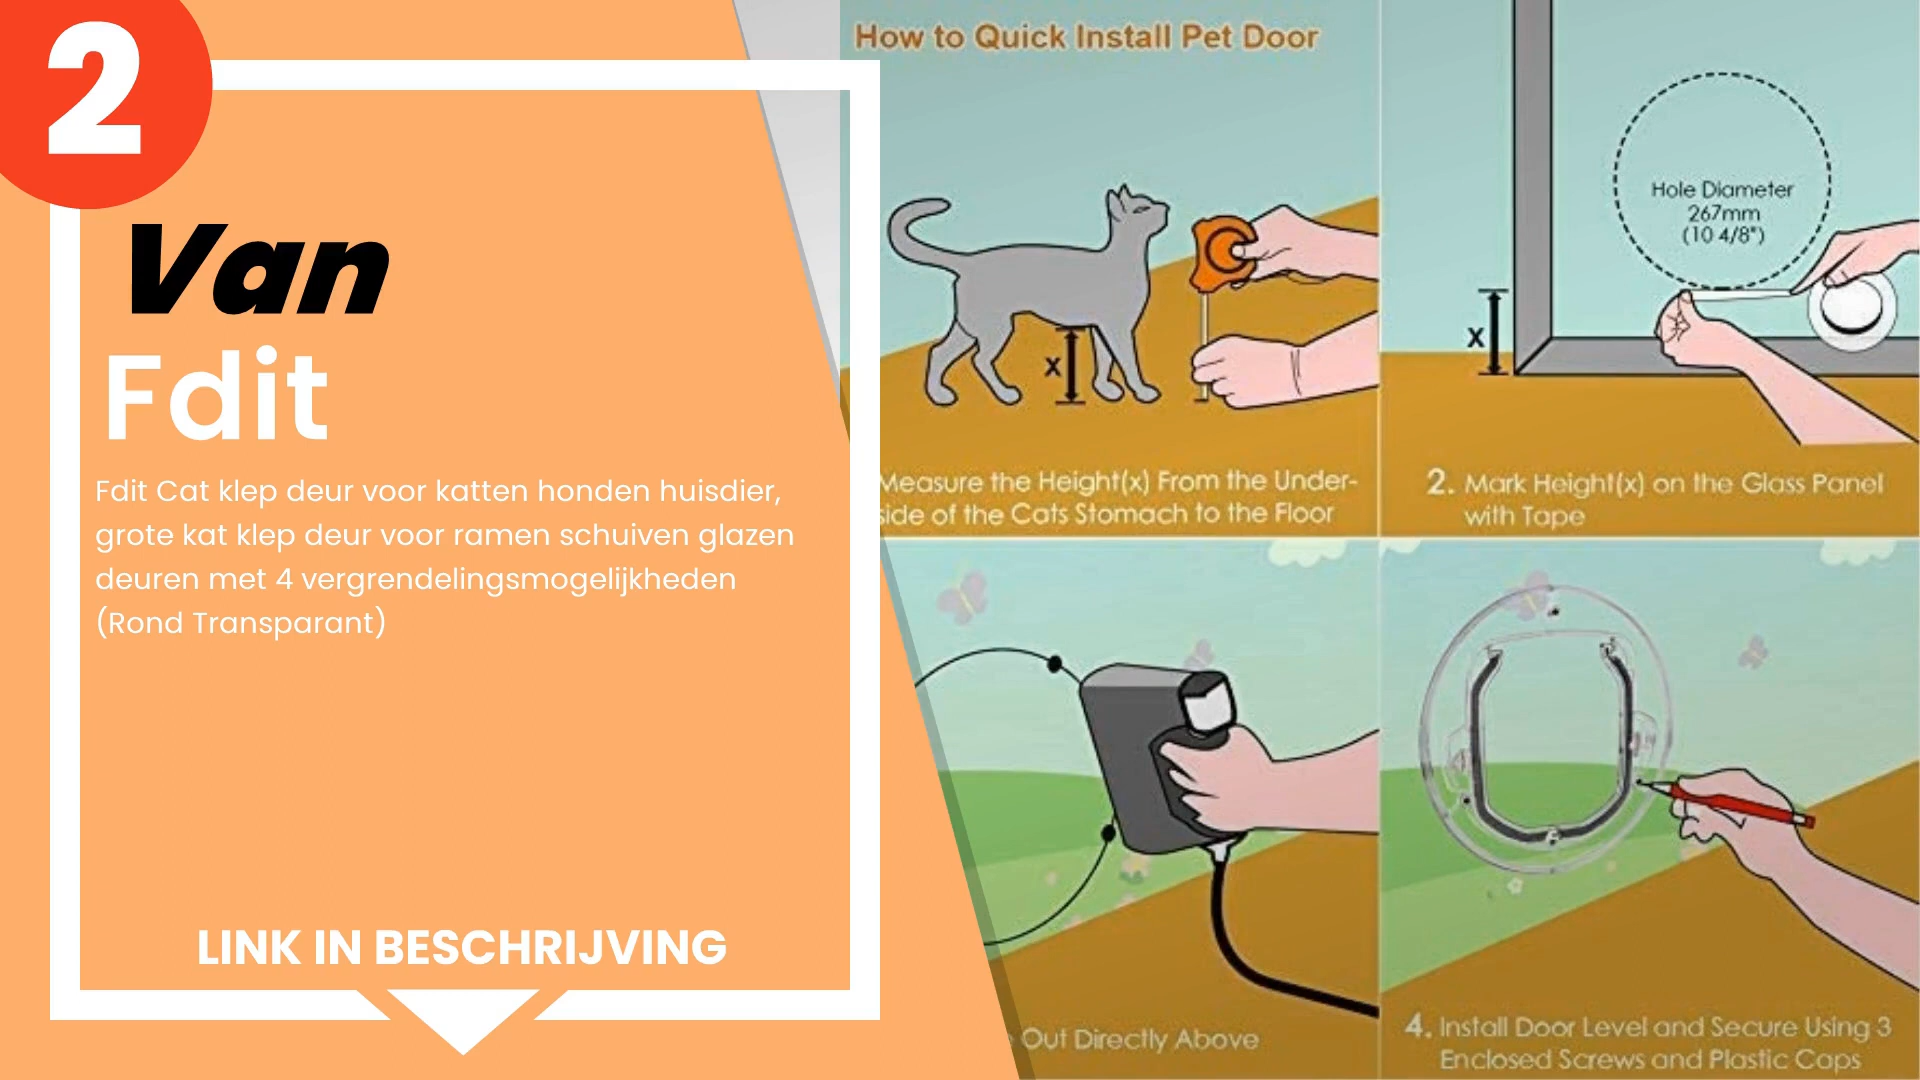 2
Van
Fdit
Fdit Cat klep deur voor katten honden huisdier,
grote kat klep deur voor ramen schuiven glazen
deuren met 4 vergrendelingsmogelijkheden
(Rond Transparant)
LINK IN BESCHRIJVING
How to Quick Install Pet Door
x
Measure the Height(x) From the Under-
side of the Cats Stomach to the Floor
Hole Diameter
267mm
(10 4/8")
x
2. Mark Height(x) on the Glass Panel
with Tape
Out Directly Above
4. Install Door Level and Secure Using 3
Enclosed Screws and Plastic Caps